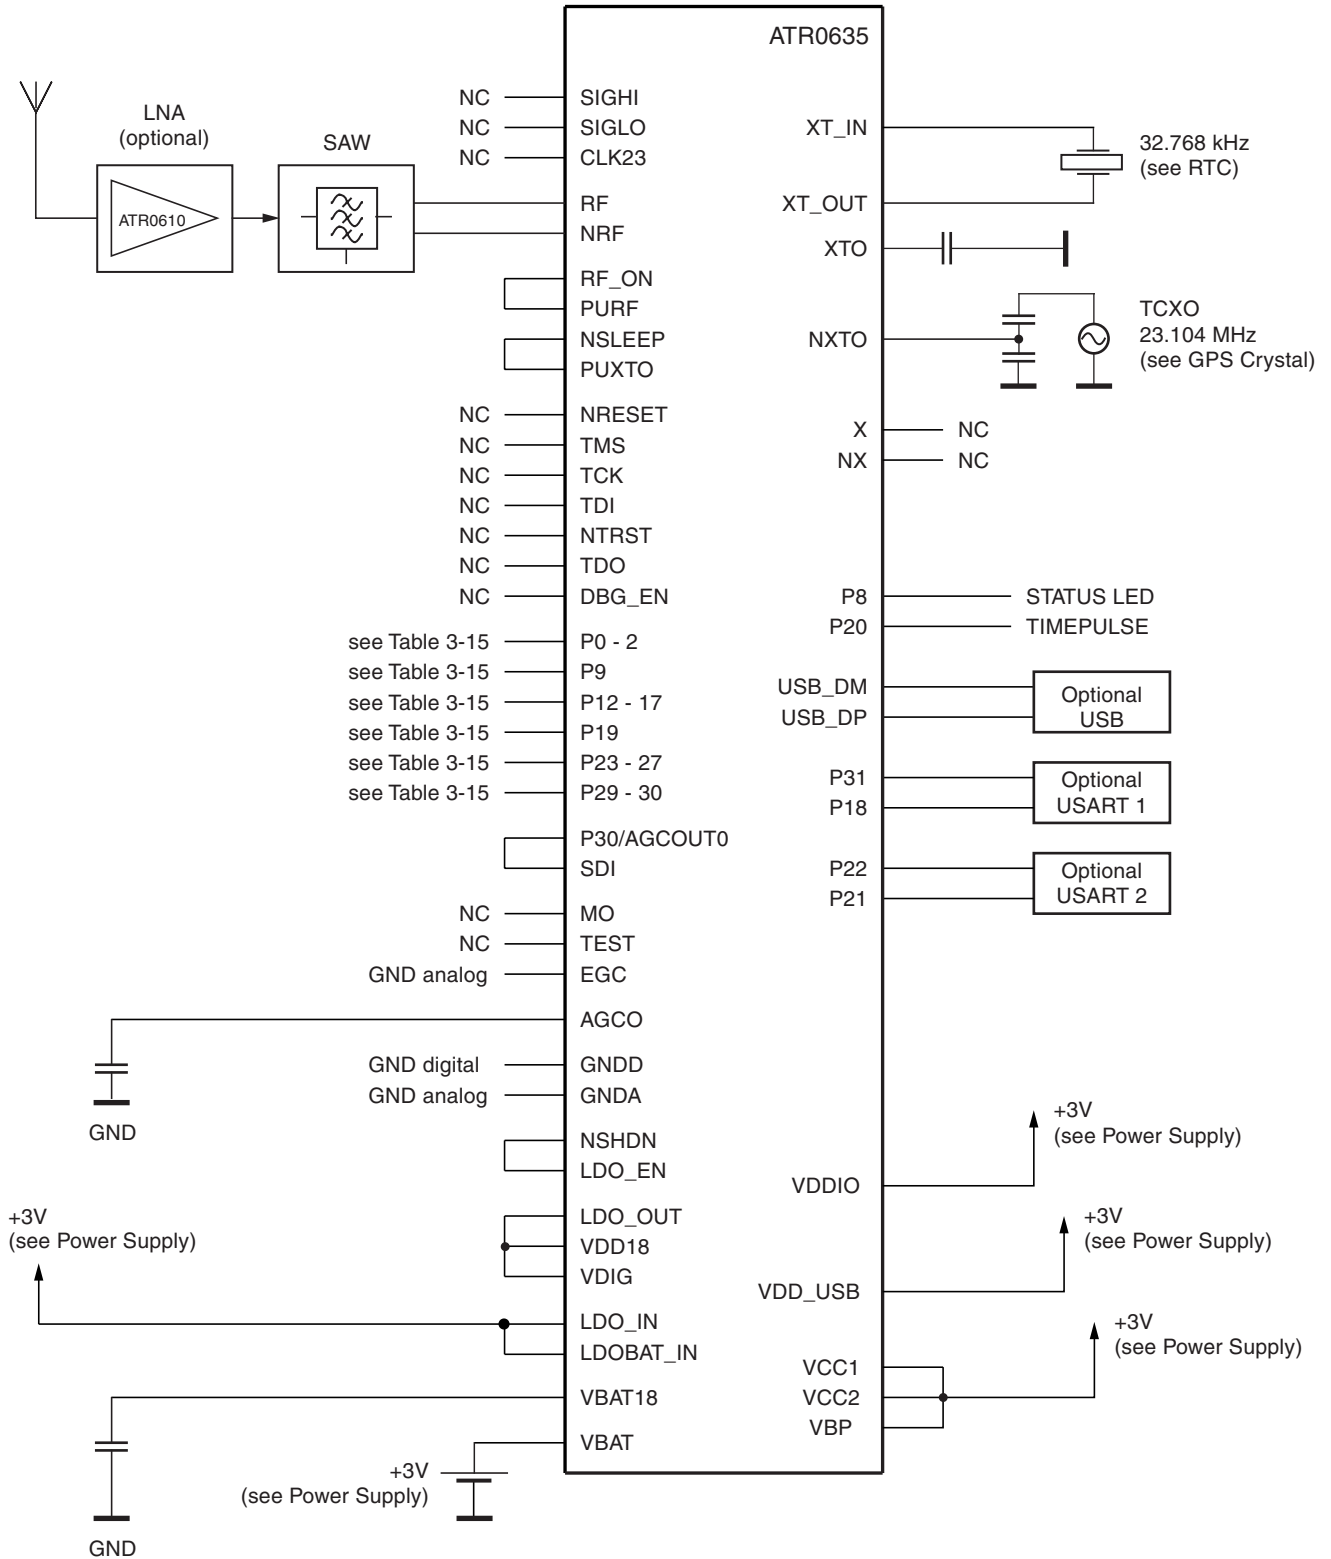 ATR0635
LNA
(optional)
ATR0610
SAW
NC SIGHI
NC SIGLO
NC CLK23
RF
NRF
RF_ON
PURF
NSLEEP
PUXTO
NC NRESET
NC TMS
NC TCK
NC TDI
NC NTRST
NC TDO
NC DBG_EN
see Table 3-15 P0 - 2
see Table 3-15 P9
see Table 3-15 P12 - 17
see Table 3-15 P19
see Table 3-15 P23 - 27
see Table 3-15 P29 - 30
P30/AGCOUT0
SDI
NC MO
NC TEST
GND analog EGC
AGCO
GND
GND digital GNDD
GND analog GNDA
NSHDN
LDO_EN
LDO_OUT
VDD18
VDIG
+3V
(see Power Supply)
LDO_IN
LDOBAT_IN
VBAT18
GND
VBAT
+3V
(see Power Supply)
XT_IN
XT_OUT
32.768 kHz
(see RTC)
XTO
NXTO
TCXO
23.104 MHz
(see GPS Crystal)
X NC
NX NC
P8 STATUS LED
P20 TIMEPULSE
USB_DM
USB_DP
Optional
USB
P31
P18
Optional
USART 1
P22
P21
Optional
USART 2
VDDIO
+3V
(see Power Supply)
VDD_USB
+3V
(see Power Supply)
VCC1
VCC2
VBP
+3V
(see Power Supply)